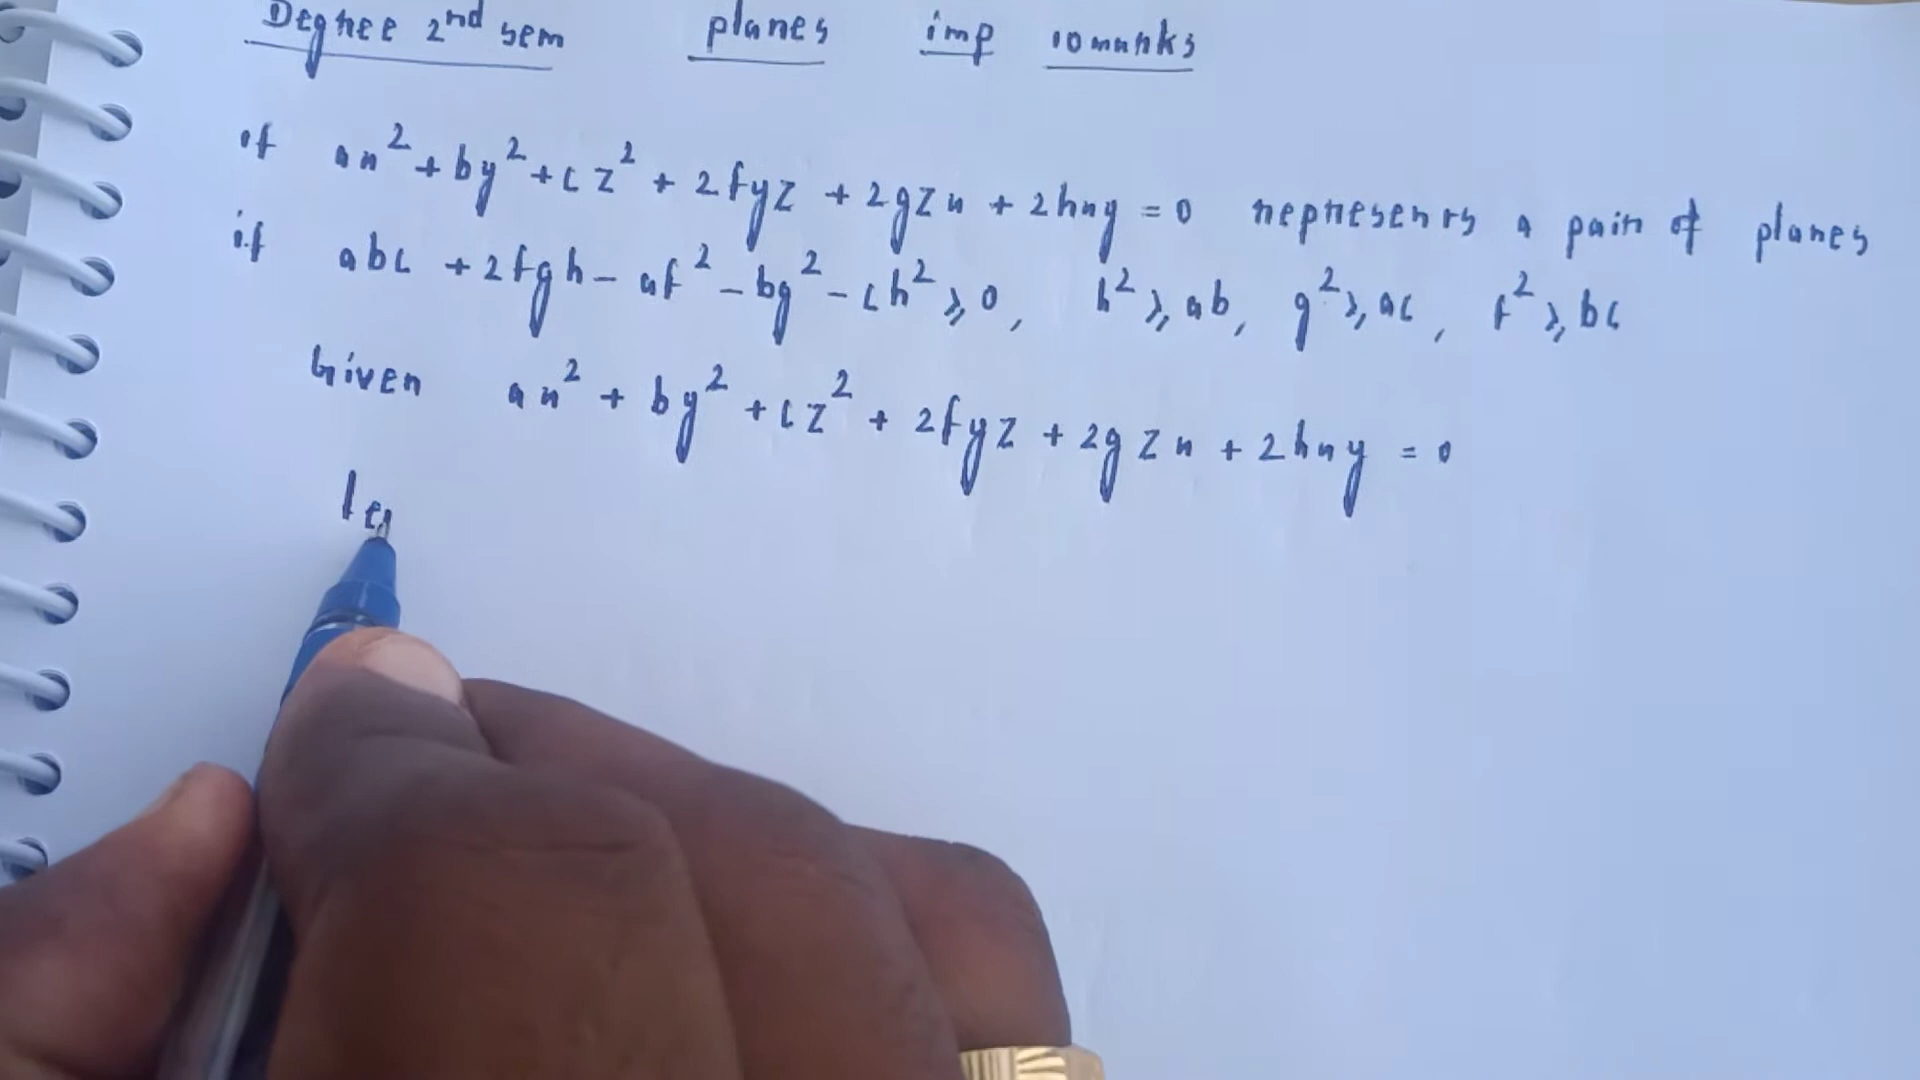 Degree 2nd sem planes imp 10 marks
If ax² + by² + cz² + 2fyz + 2gzx + 2hxy = 0 represents a pair of planes
if abc + 2fgh - af² - bg² - ch² ≥ 0, h² ≥ ab, g² ≥ ac, f² ≥ bc
Given ax² + by² + cz² + 2fyz + 2gzx + 2hxy = 0